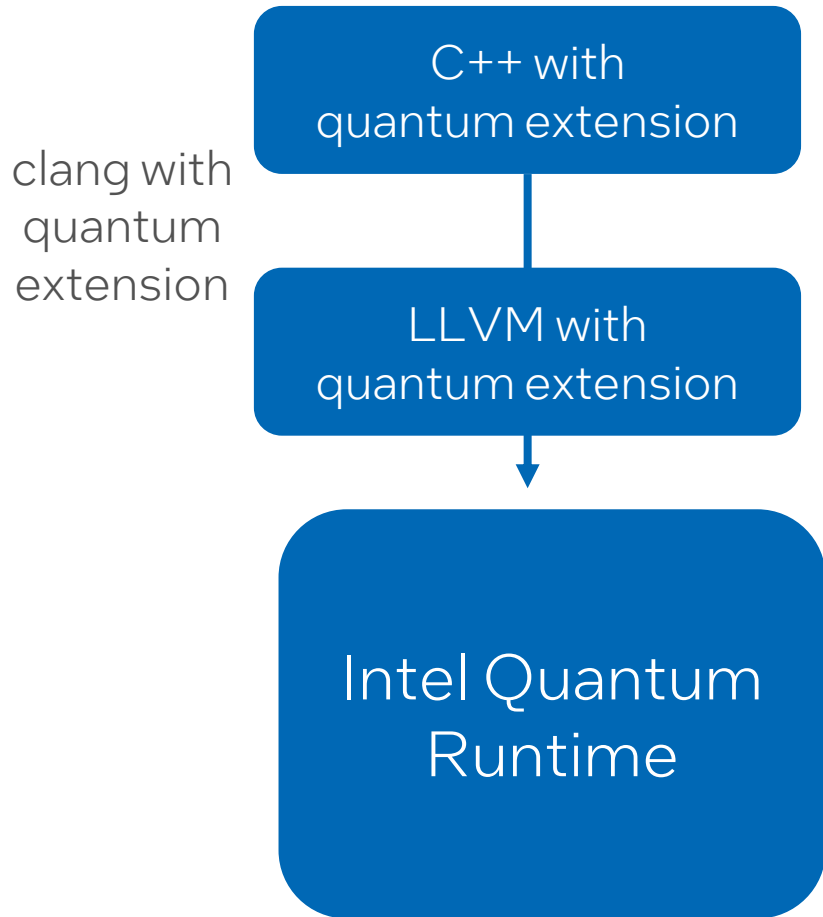 C++ with
quantum extension
clang with
quantum
extension
LLVM with
quantum extension
Intel Quantum
Runtime